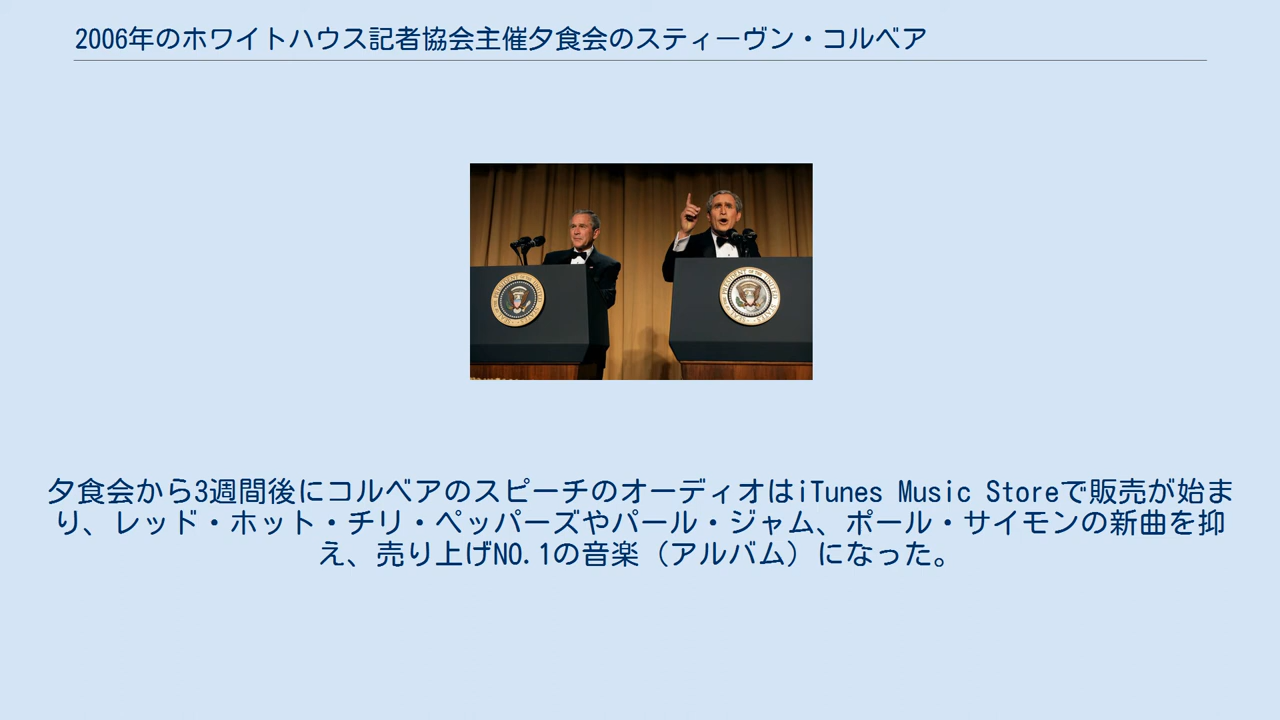 2006年のホワイトハウス記者協会主催夕食会のスティーヴン・コルベア
夕食会から3週間後にコルベアのスピーチのオーディオはiTunes Music Storeで販売が始ま
り、レッド・ホット・チリ・ペッパーズやパール・ジャム、ポール・サイモンの新曲を抑
え、売り上げNO.1の音楽（アルバム）になった。